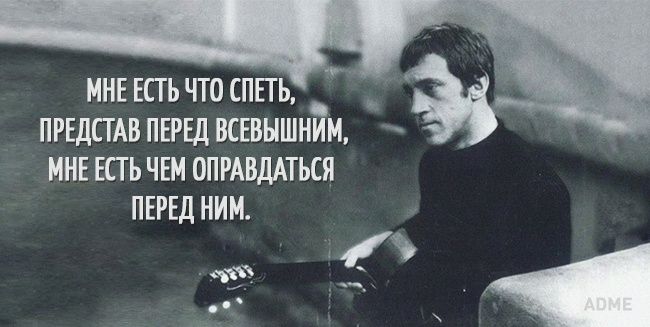 МНЕ ЕСТЬ ЧТО СПЕТЬ,
ПРЕДСТАВ ПЕРЕД ВСЕВЫШНИМ,
МНЕ ЕСТЬ ЧЕМ ОПРАВДАТЬСЯ
ПЕРЕД НИМ.
ADME